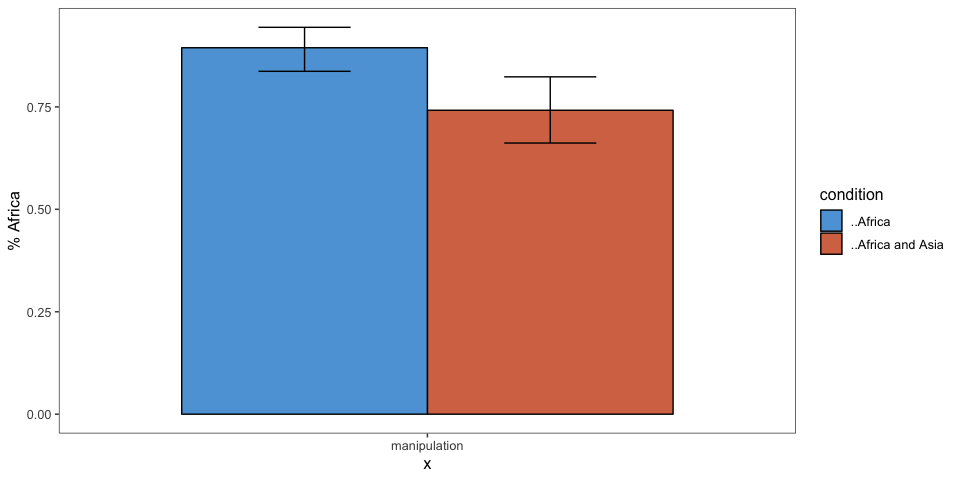 % Africa
0.75
0.50
0.25
0.00
manipulation
x
condition
..Africa
..Africa and Asia